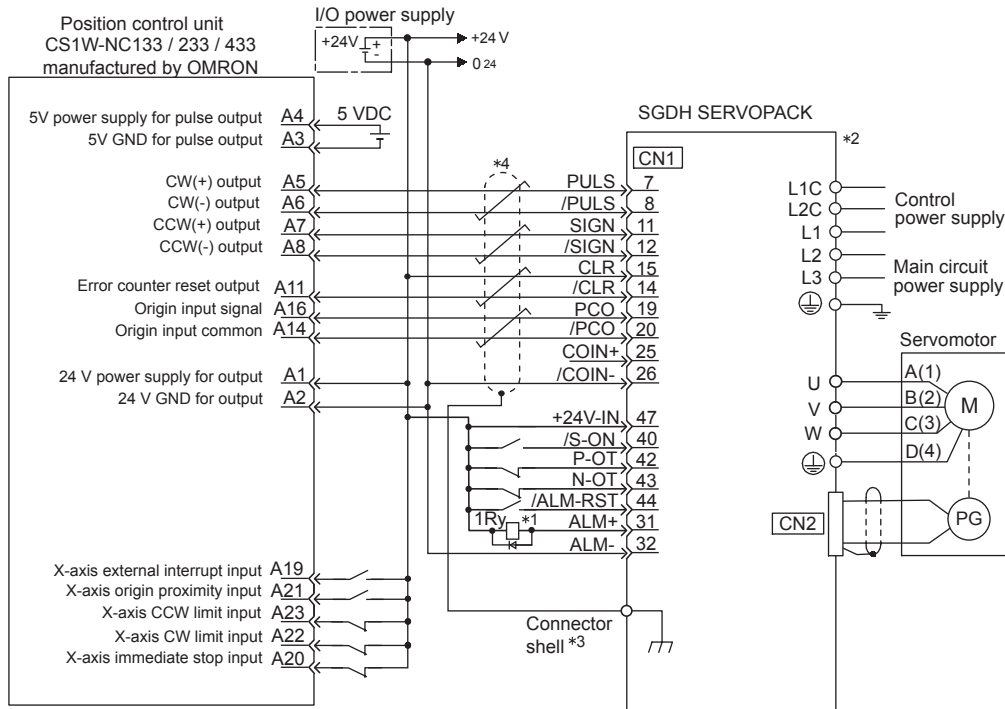 I/O power supply
Position control unit
CS1W-NC133 / 233 / 433
manufactured by OMRON
+24V + -
+24 V
0 24
5V power supply for pulse output A4 5 VDC
5V GND for pulse output A3
SGDH SERVOPACK
*2
CN1
*4
CW(+) output A5 PULS 7
CW(-) output A6 /PULS 8
CCW(+) output A7 SIGN 11
CCW(-) output A8 /SIGN 12
CLR 15
Error counter reset output A11 /CLR 14
Origin input signal A16 PCO 19
Origin input common A14 /PCO 20
COIN+ 25
/COIN- 26
24 V power supply for output A1
24 V GND for output A2
+24V-IN 47
/S-ON 40
P-OT 42
N-OT 43
/ALM-RST 44
1Ry *1 ALM+ 31
ALM- 32
X-axis external interrupt input A19
X-axis origin proximity input A21
X-axis CCW limit input A23
X-axis CW limit input A22
X-axis immediate stop input A20
Connector
shell *3
L1C
L2C
L1
L2
L3
Control
power supply
Main circuit
power supply
Servomotor
U A(1)
V B(2)
W C(3)
D(4)
M
CN2
PG